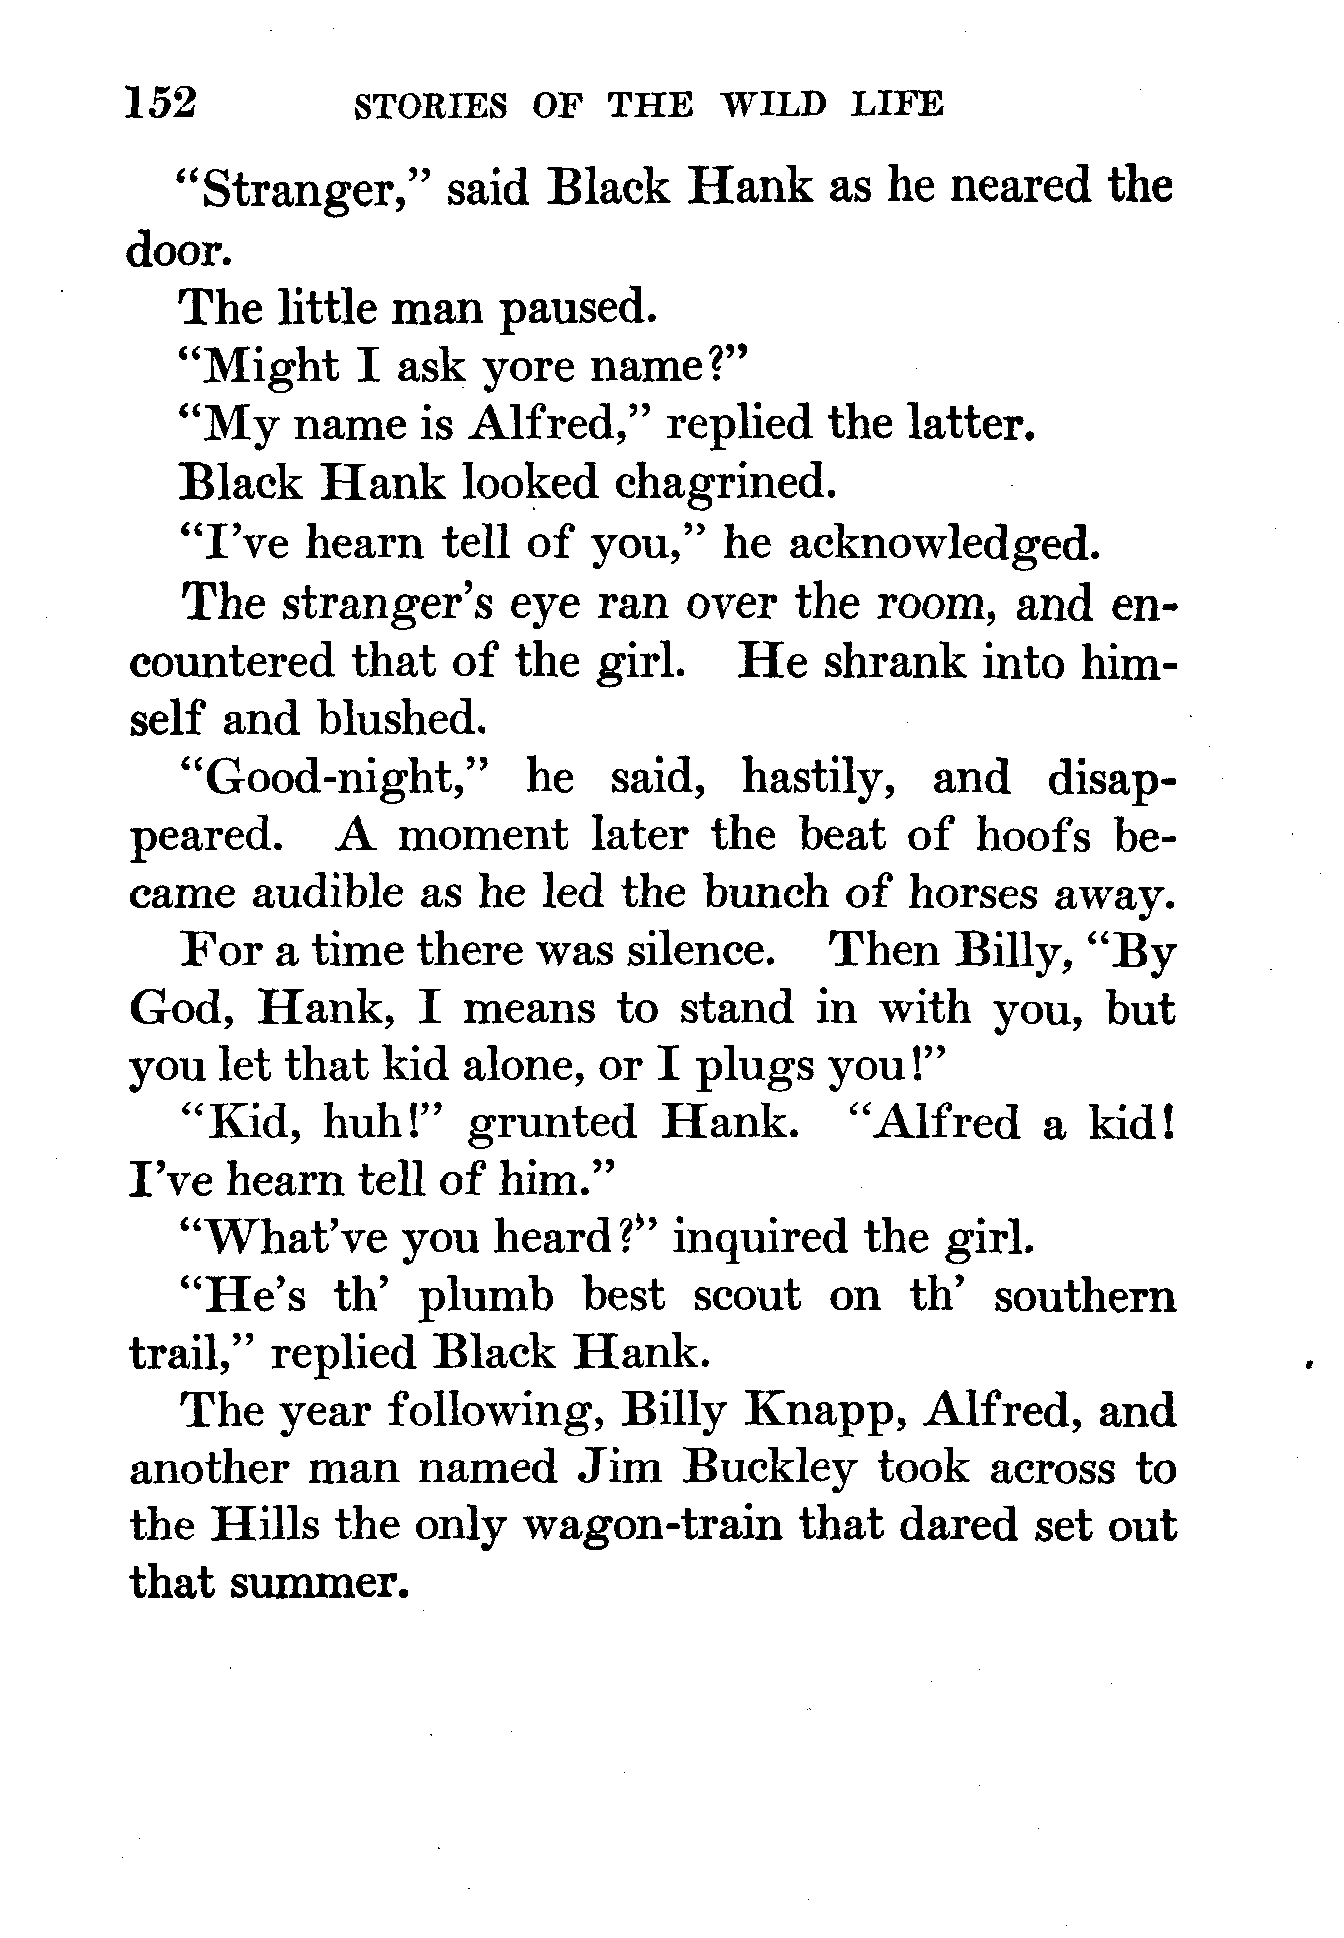 152 STORIES OF THE WILD LIFE
“Stranger,” said Black Hank as he neared the
door.
The little man paused.
“Might I ask yore name?”
“My name is Alfred,” replied the latter.
Black Hank looked chagrined.
“I’ve hearn tell of you,” he acknowledged.
The stranger’s eye ran over the room, and en-
countered that of the girl. He shrank into him-
self and blushed.
“Good-night,” he said, hastily, and disap-
peared. A moment later the beat of hoofs be-
came audible as he led the bunch of horses away.
For a time there was silence. Then Billy, “By
God, Hank, I means to stand in with you, but
you let that kid alone, or I plugs you!”
“Kid, huh!” grunted Hank. “Alfred a kid!
I’ve hearn tell of him.”
“What’ve you heard?” inquired the girl.
“He’s th’ plumb best scout on th’ southern
trail,” replied Black Hank.
The year following, Billy Knapp, Alfred, and
another man named Jim Buckley took across to
the Hills the only wagon-train that dared set out
that summer.